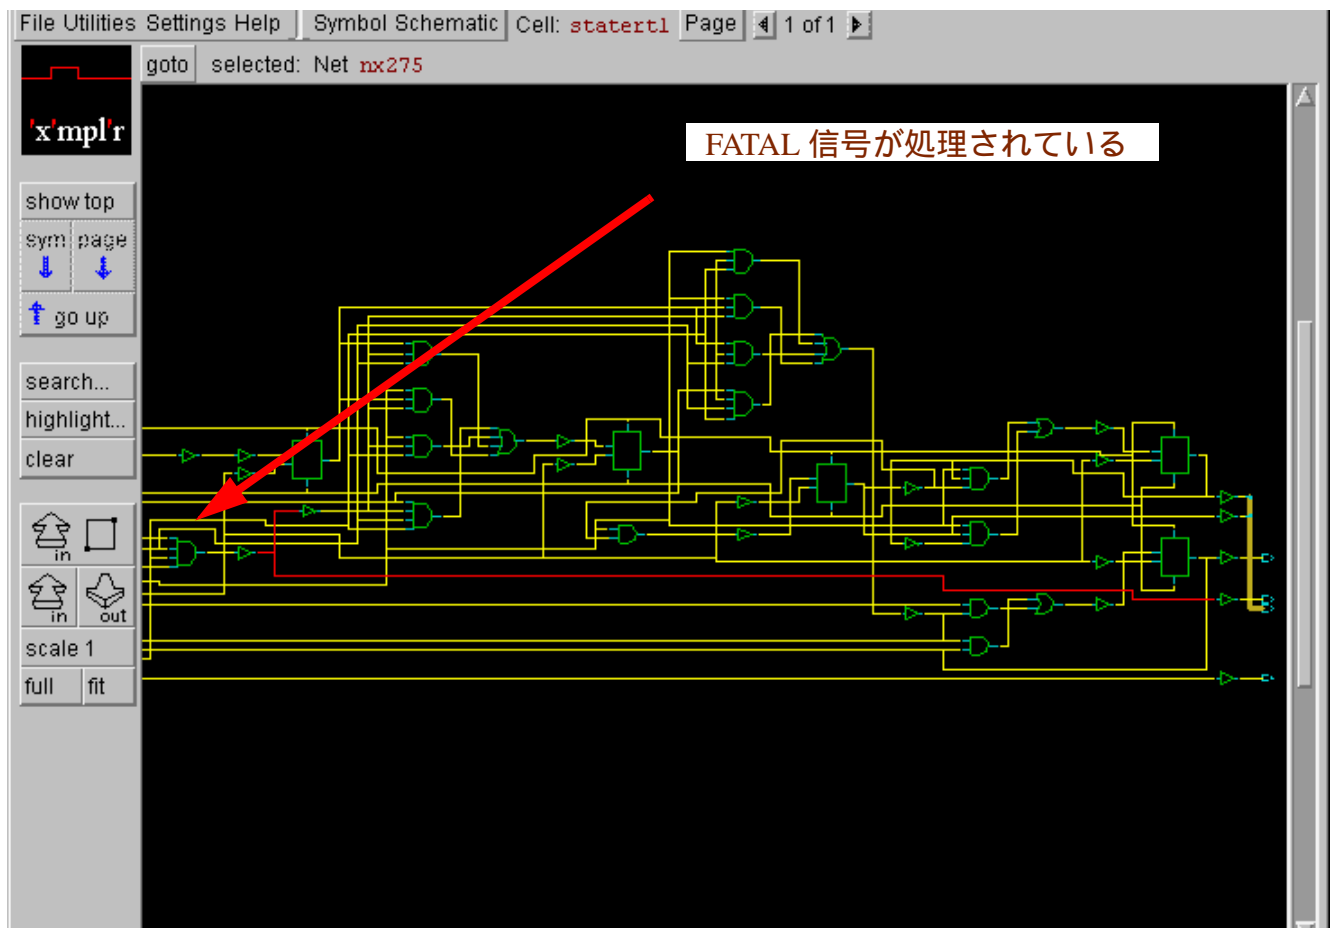 File Utilities Settings Help Symbol Schematic Cell: statertl Page 1 of 1
goto selected: Net nx275
'x'mpl'r
FATAL 信号が処理されている
show top
sym page
go up
search...
highlight...
clear
in
in out
scale 1
full fit